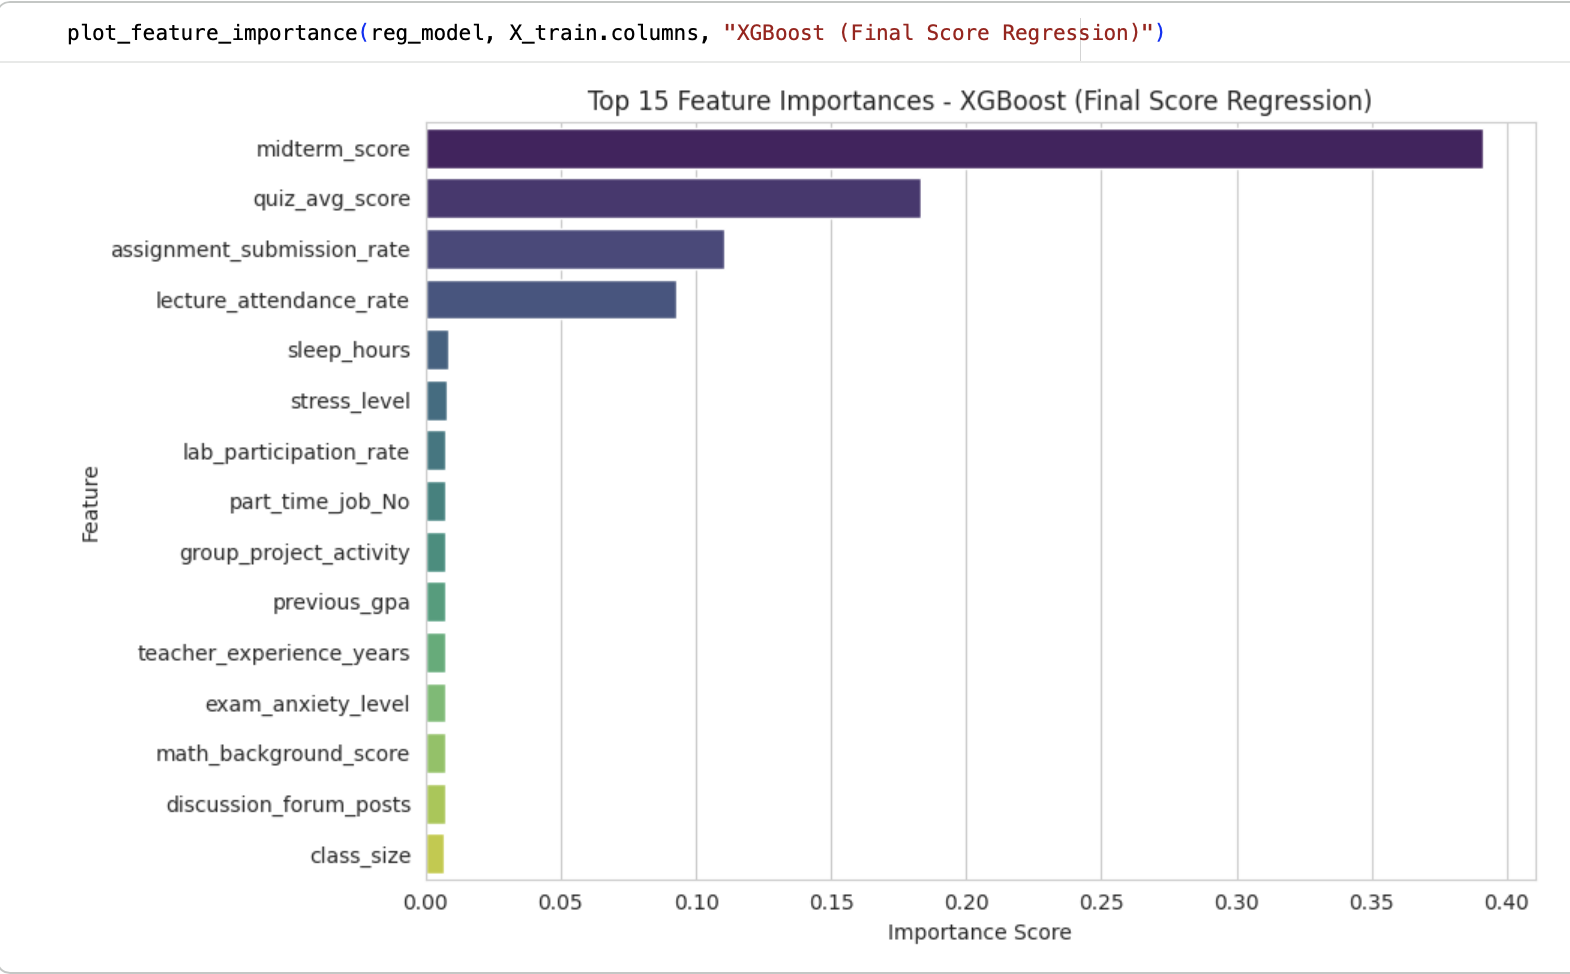 plot_feature_importance(reg_model, X_train.columns, "XGBoost (Final Score Regression)")
Top 15 Feature Importances - XGBoost (Final Score Regression)
midterm_score
quiz_avg_score
assignment_submission_rate
lecture_attendance_rate
sleep_hours
stress_level
lab_participation_rate
part_time_job_No
group_project_activity
previous_gpa
teacher_experience_years
exam_anxiety_level
math_background_score
discussion_forum_posts
class_size
Feature
0.00 0.05 0.10 0.15 0.20 0.25 0.30 0.35 0.40
Importance Score